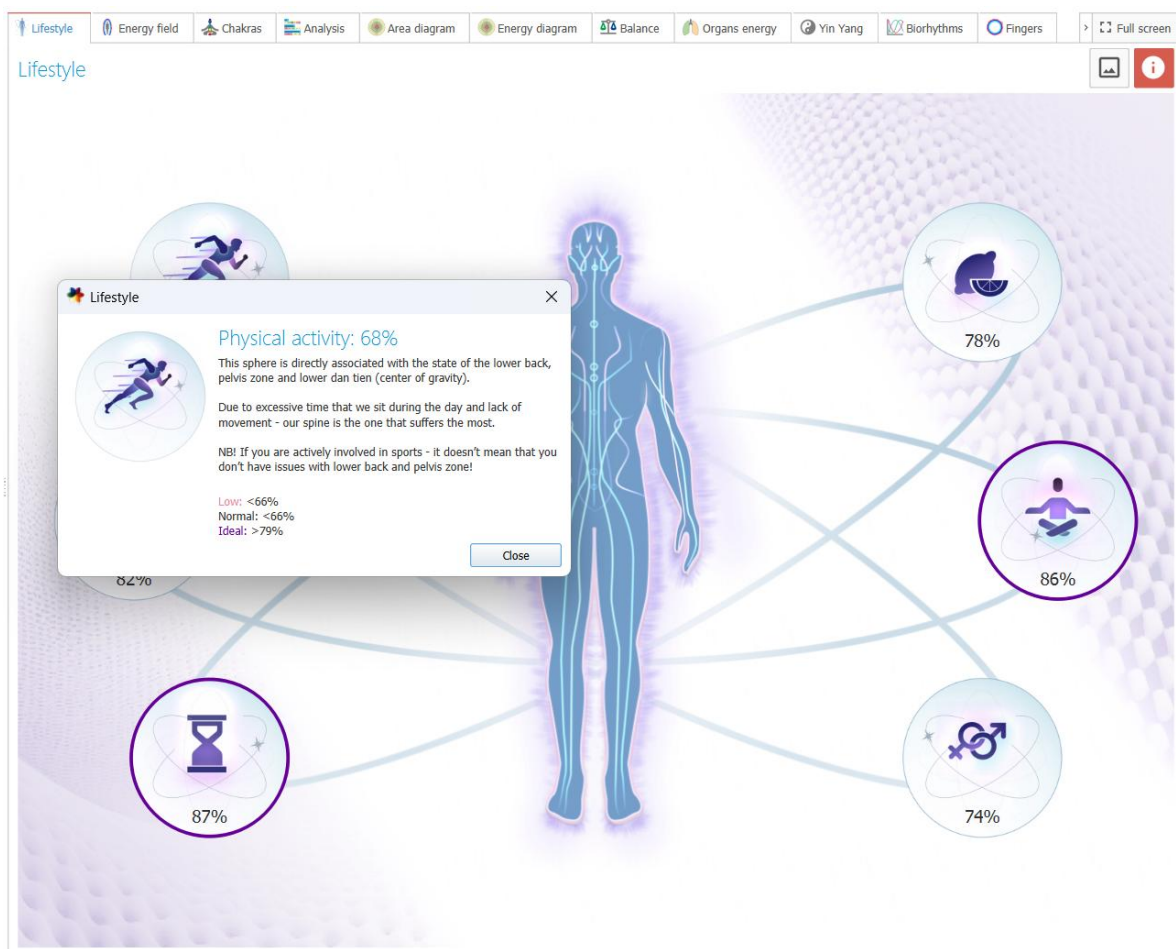 Lifestyle
Energy field
Chakras
Analysis
Area diagram
Energy diagram
Balance
Organs energy
Yin Yang
Biorhythms
Fingers
Full screen
Lifestyle
Lifestyle
Physical activity: 68%
This sphere is directly associated with the state of the lower back,
pelvis zone and lower dan tien (center of gravity).
Due to excessive time that we sit during the day and lack of
movement - our spine is the one that suffers the most.
NB! If you are actively involved in sports - it doesn't mean that you
don't have issues with lower back and pelvis zone!
Low: <66%
Normal: <66%
Ideal: >79%
Close
78%
82%
86%
87%
74%